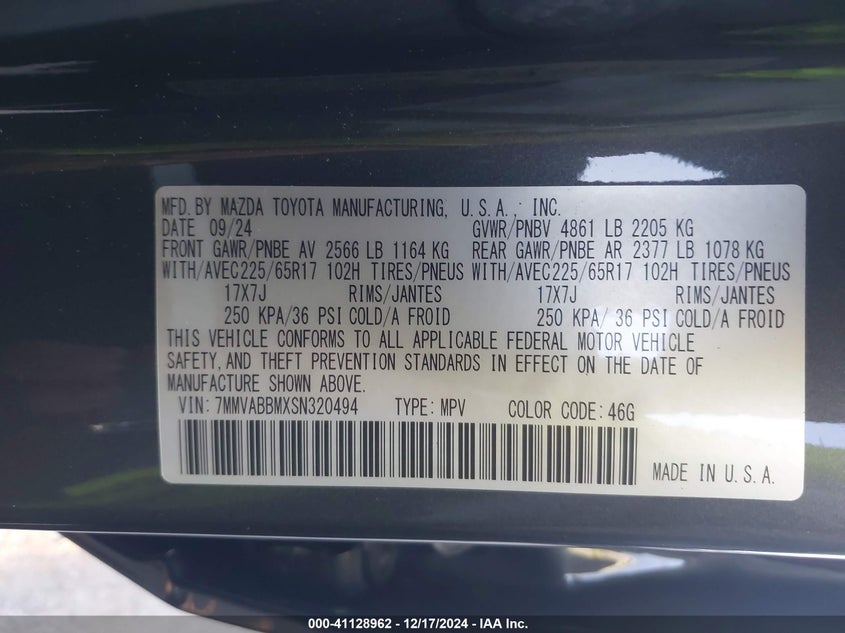 MFD. BY MAZDA TOYOTA MANUFACTURING, U.S.A., INC.
DATE 09/24 GVWR/PNBV 4861 LB 2205 KG
FRONT GAWR/PNBE AV 2566 LB 1164 KG REAR GAWR/PNBE AR 2377 LB 1078 KG
WITH/AVEC225/65R17 102H TIRES/PNEUS WITH/AVEC225/65R17 102H TIRES/PNEUS
17X7J RIMS/JANTES 17X7J RIMS/JANTES
250 KPA/36 PSI COLD/A FROID 250 KPA/ 36 PSI COLD/A FROID
THIS VEHICLE CONFORMS TO ALL APPLICABLE FEDERAL MOTOR VEHICLE
SAFETY, AND THEFT PREVENTION STANDARDS IN EFFECT ON THE DATE OF
MANUFACTURE SHOWN ABOVE.
VIN: 7MMVABBMXSN320494 TYPE: MPV COLOR CODE: 46G
MADE IN U.S.A.
000-41128962 - 12/17/2024 - IAA Inc.